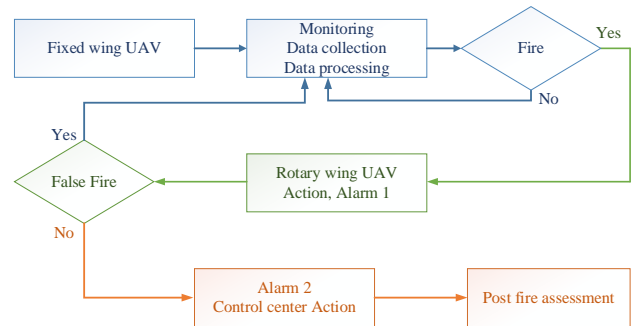 Fixed wing UAV
Monitoring
Data collection
Data processing
Fire
Yes
No
Yes
False Fire
Rotary wing UAV
Action, Alarm 1
No
Alarm 2
Control center Action
Post fire assessment